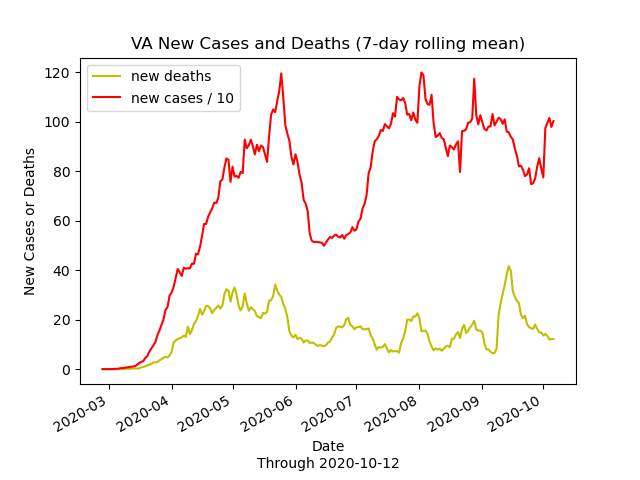 VA New Cases and Deaths (7-day rolling mean)
new deaths
new cases / 10
New Cases or Deaths
120
100
80
60
40
20
0
2020-03
2020-04
2020-05
2020-06
2020-07
2020-08
2020-09
2020-10
Date
Through 2020-10-12